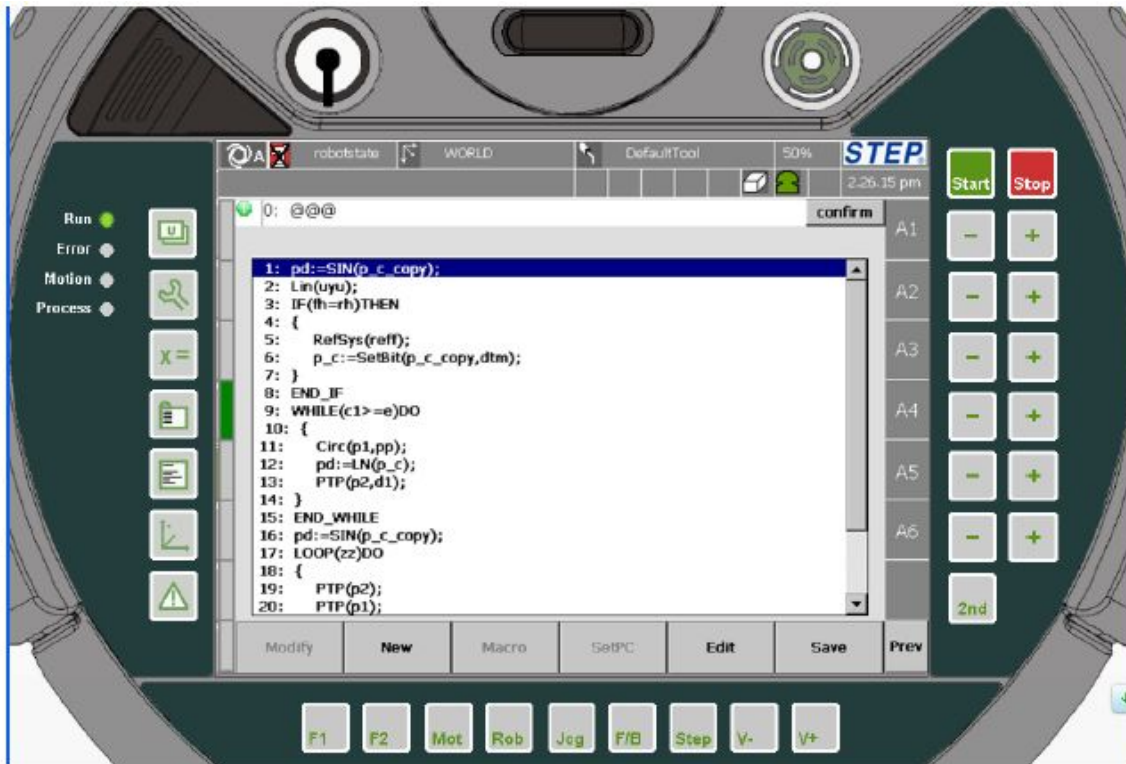 A robotstate WORLD DefaultTool 50% STEP
2.26.15 pm
0: @@@ confirm
1: pd:=SIN(p_c_copy);
2: Lin(uyu);
3: IF(fh=rh)THEN
4: {
5: RefSys(reff);
6: p_c:=SetBit(p_c_copy,dtm);
7: }
8: END_IF
9: WHILE(c1>=e)DO
10: {
11: Circ(p1,pp);
12: pd:=LN(p_c);
13: PTP(p2,d1);
14: }
15: END_WHILE
16: pd:=SIN(p_c_copy);
17: LOOP(zz)DO
18: {
19: PTP(p2);
20: PTP(p1);
Modify New Macro SetPC Edit Save Prev
Run
Error
Motion
Process
U
x =
A1
A2
A3
A4
A5
A6
Start Stop
- +
- +
- +
- +
- +
- +
2nd
F1 F2 Mot Rob Jog F/B Step V- V+